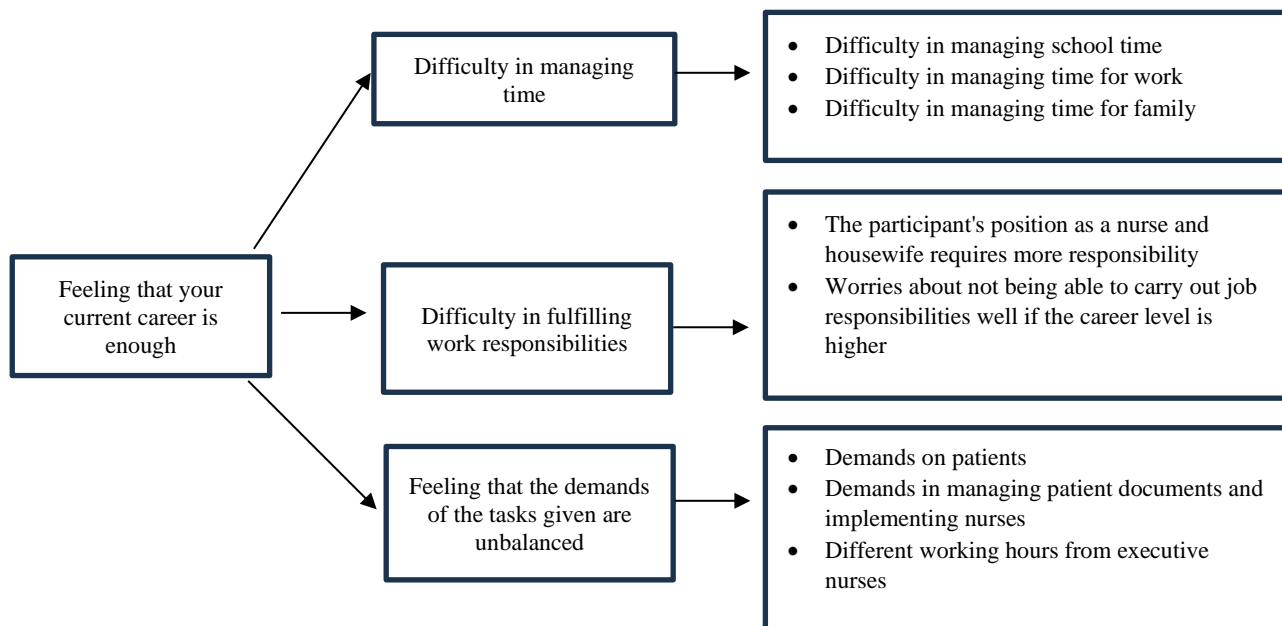 Feeling that your
current career is
enough
Difficulty in managing
time
• Difficulty in managing school time
• Difficulty in managing time for work
• Difficulty in managing time for family
Difficulty in fulfilling
work responsibilities
• The participant's position as a nurse and
housewife requires more responsibility
• Worries about not being able to carry out job
responsibilities well if the career level is
higher
Feeling that the demands
of the tasks given are
unbalanced
• Demands on patients
• Demands in managing patient documents and
implementing nurses
• Different working hours from executive
nurses